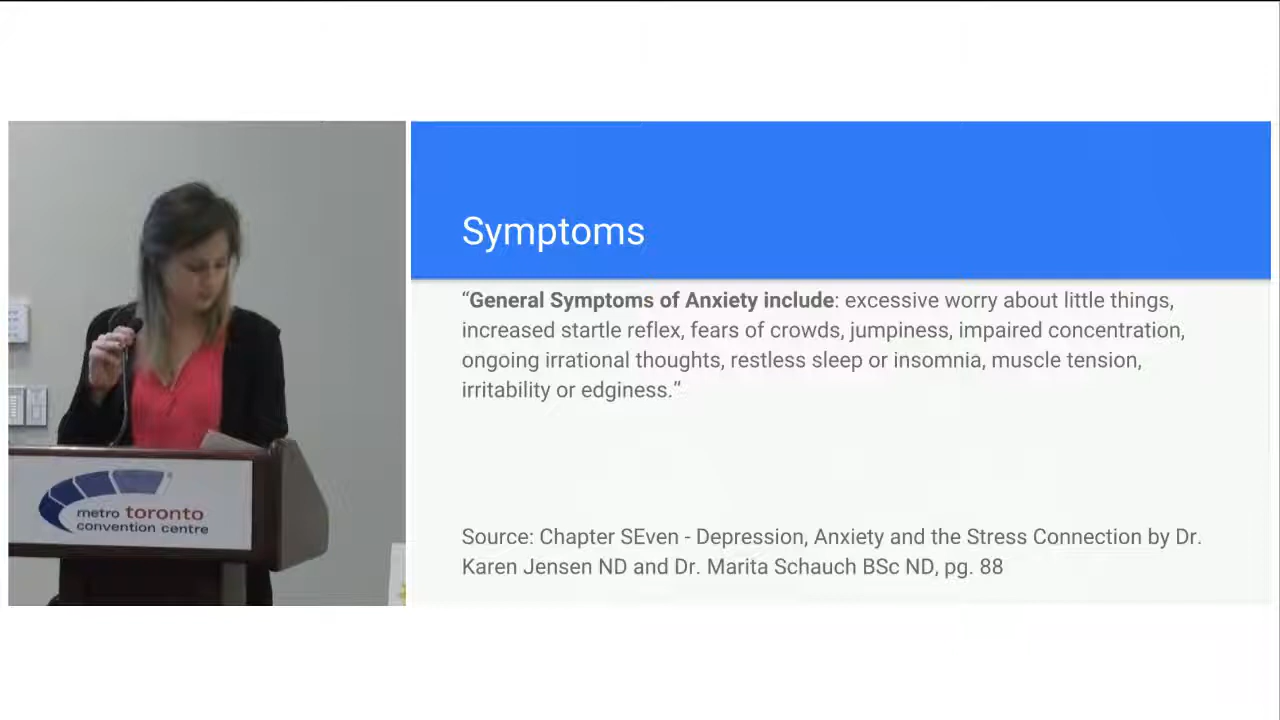 Symptoms
“General Symptoms of Anxiety include: excessive worry about little things,
increased startle reflex, fears of crowds, jumpiness, impaired concentration,
ongoing irrational thoughts, restless sleep or insomnia, muscle tension,
irritability or edginess.”
metro toronto
convention centre
Source: Chapter SEven - Depression, Anxiety and the Stress Connection by Dr.
Karen Jensen ND and Dr. Marita Schauch BSc ND, pg. 88